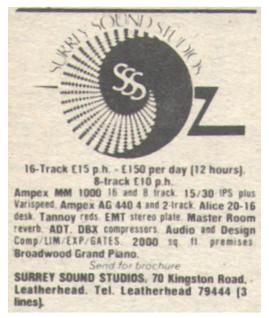 SURREY SOUND STUDIOS
SSS
OZ
16-Track £15 p.h. - £150 per day (12 hours).
8-track £10 p.h.
Ampex MM 1000 16 and 8 track. 15/30 IPS plus
Varispeed. Ampex AG 440 4 and 2-track. Alice 20-16
desk. Tannoy reds. EMT stereo plate. Master Room
reverb. ADT. DBX compressors. Audio and Design
Comp/LIM/EXP/GATES. 2000 sq. ft. premises
Broadwood Grand Piano.
Send for brochure
SURREY SOUND STUDIOS, 70 Kingston Road,
Leatherhead. Tel. Leatherhead 79444 (3
lines).